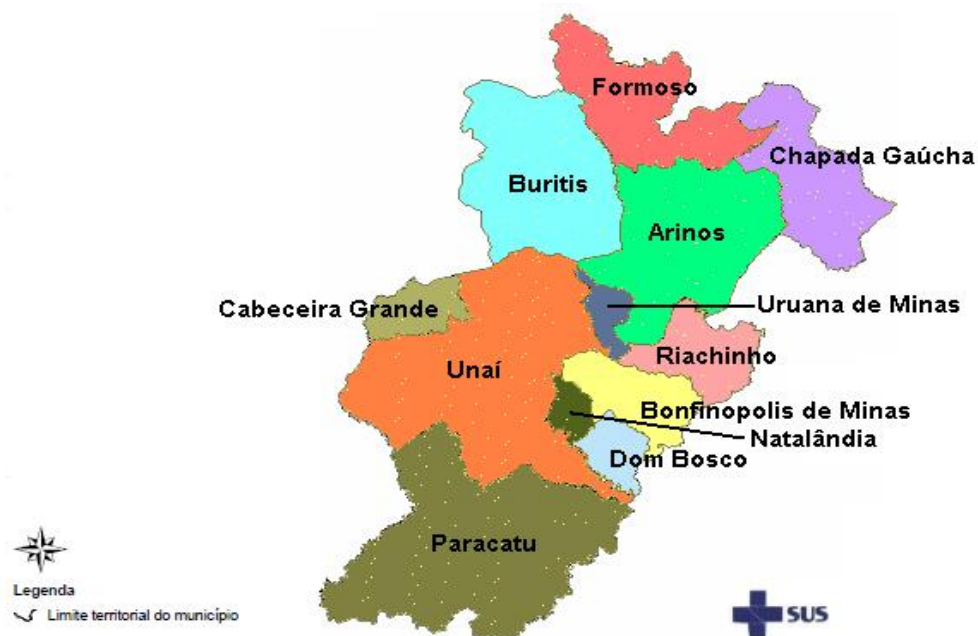 Formoso
Chapada Gaúcha
Buritis
Arinos
Cabeceira Grande
Uruana de Minas
Riachinho
Unaí
Bonfinopolis de Minas
Natalândia
Dom Bosco
Paracatu
Legenda
Limite territorial do município
SUS